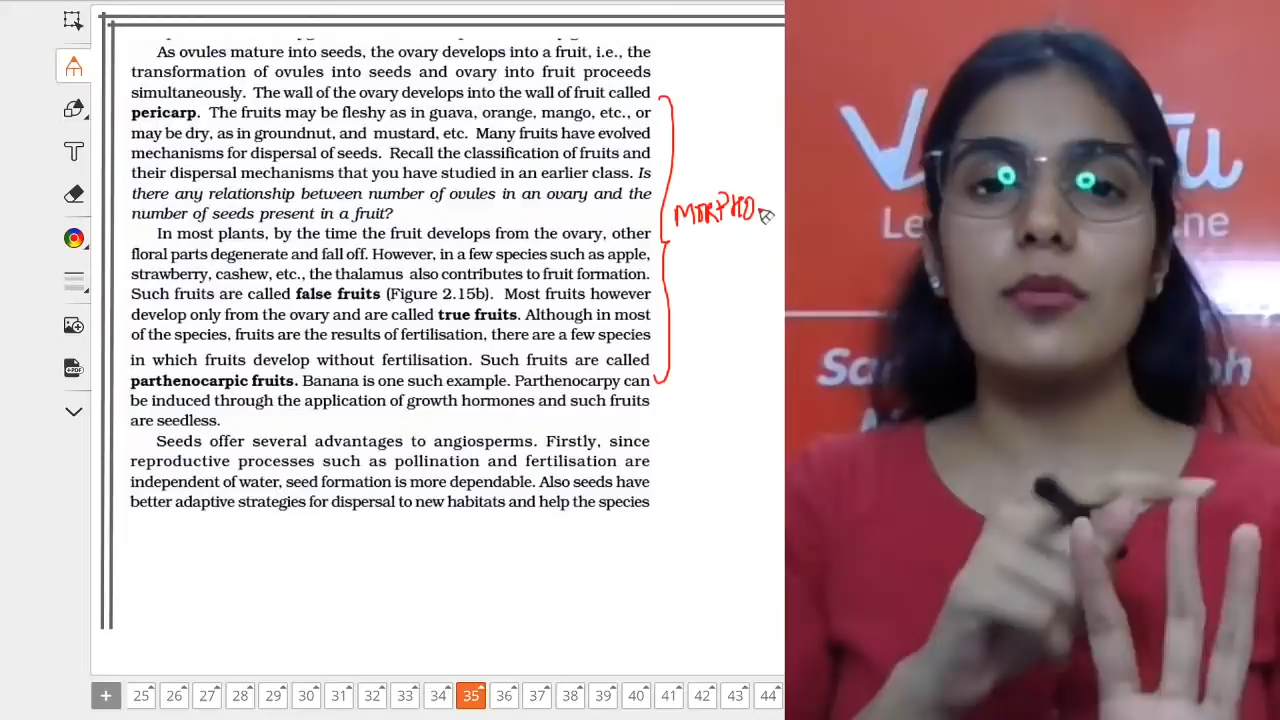 As ovules mature into seeds, the ovary develops into a fruit, i.e., the
transformation of ovules into seeds and ovary into fruit proceeds
simultaneously. The wall of the ovary develops into the wall of fruit called
pericarp. The fruits may be fleshy as in guava, orange, mango, etc., or
may be dry, as in groundnut, and mustard, etc. Many fruits have evolved
mechanisms for dispersal of seeds. Recall the classification of fruits and
their dispersal mechanisms that you have studied in an earlier class. Is
there any relationship between number of ovules in an ovary and the
number of seeds present in a fruit?
In most plants, by the time the fruit develops from the ovary, other
floral parts degenerate and fall off. However, in a few species such as apple,
strawberry, cashew, etc., the thalamus also contributes to fruit formation.
Such fruits are called false fruits (Figure 2.15b). Most fruits however
develop only from the ovary and are called true fruits. Although in most
of the species, fruits are the results of fertilisation, there are a few species
in which fruits develop without fertilisation. Such fruits are called
parthenocarpic fruits. Banana is one such example. Parthenocarpy can
be induced through the application of growth hormones and such fruits
are seedless.
Seeds offer several advantages to angiosperms. Firstly, since
reproductive processes such as pollination and fertilisation are
independent of water, seed formation is more dependable. Also seeds have
better adaptive strategies for dispersal to new habitats and help the species
MORPHO
+ 25 26 27 28 29 30 31 32 33 34 35 36 37 38 39 40 41 42 43 44